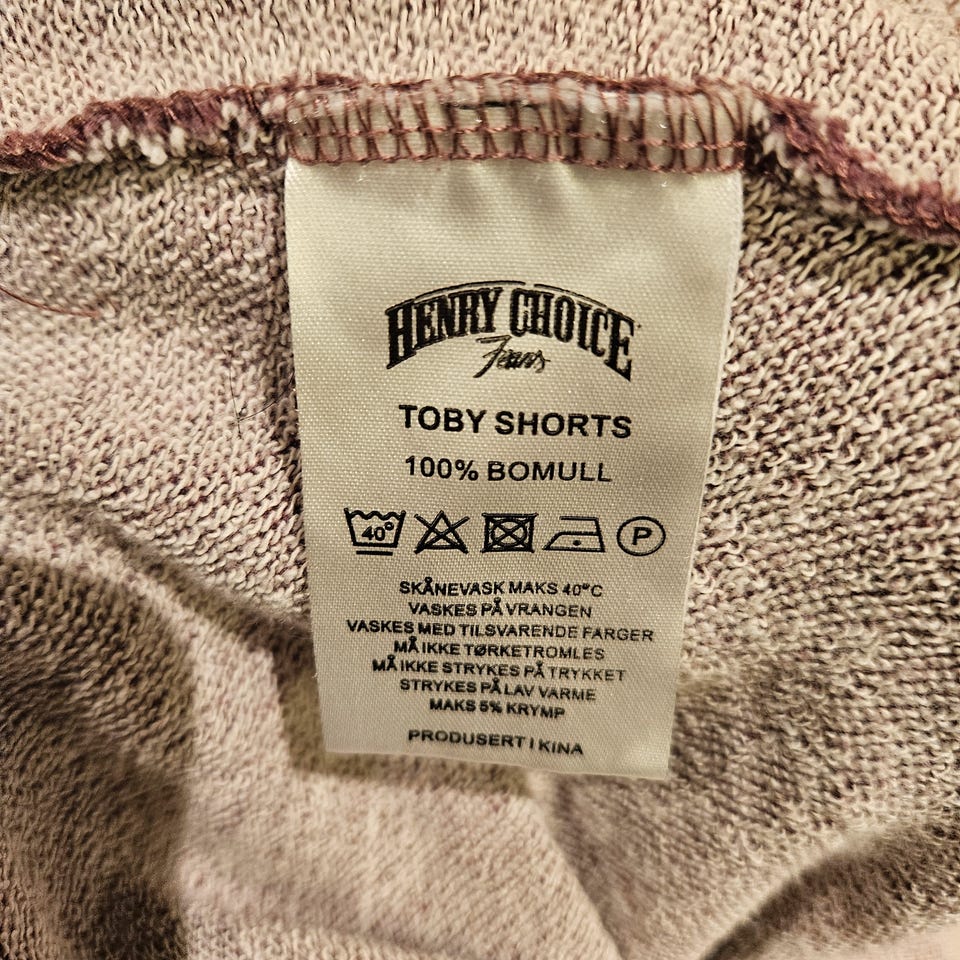 HENRY CHOICE
Jeans
TOBY SHORTS
100% BOMULL
40°
P
SKÅNEVASK MAKS 40°C
VASKES PÅ VRANGEN
VASKES MED TILSVARENDE FARGER
MÅ IKKE TØRKETROMLES
MÅ IKKE STRYKES PÅ TRYKKET
STRYKES PÅ LAV VARME
MAKS 5% KRYMP
PRODUSERT I KINA